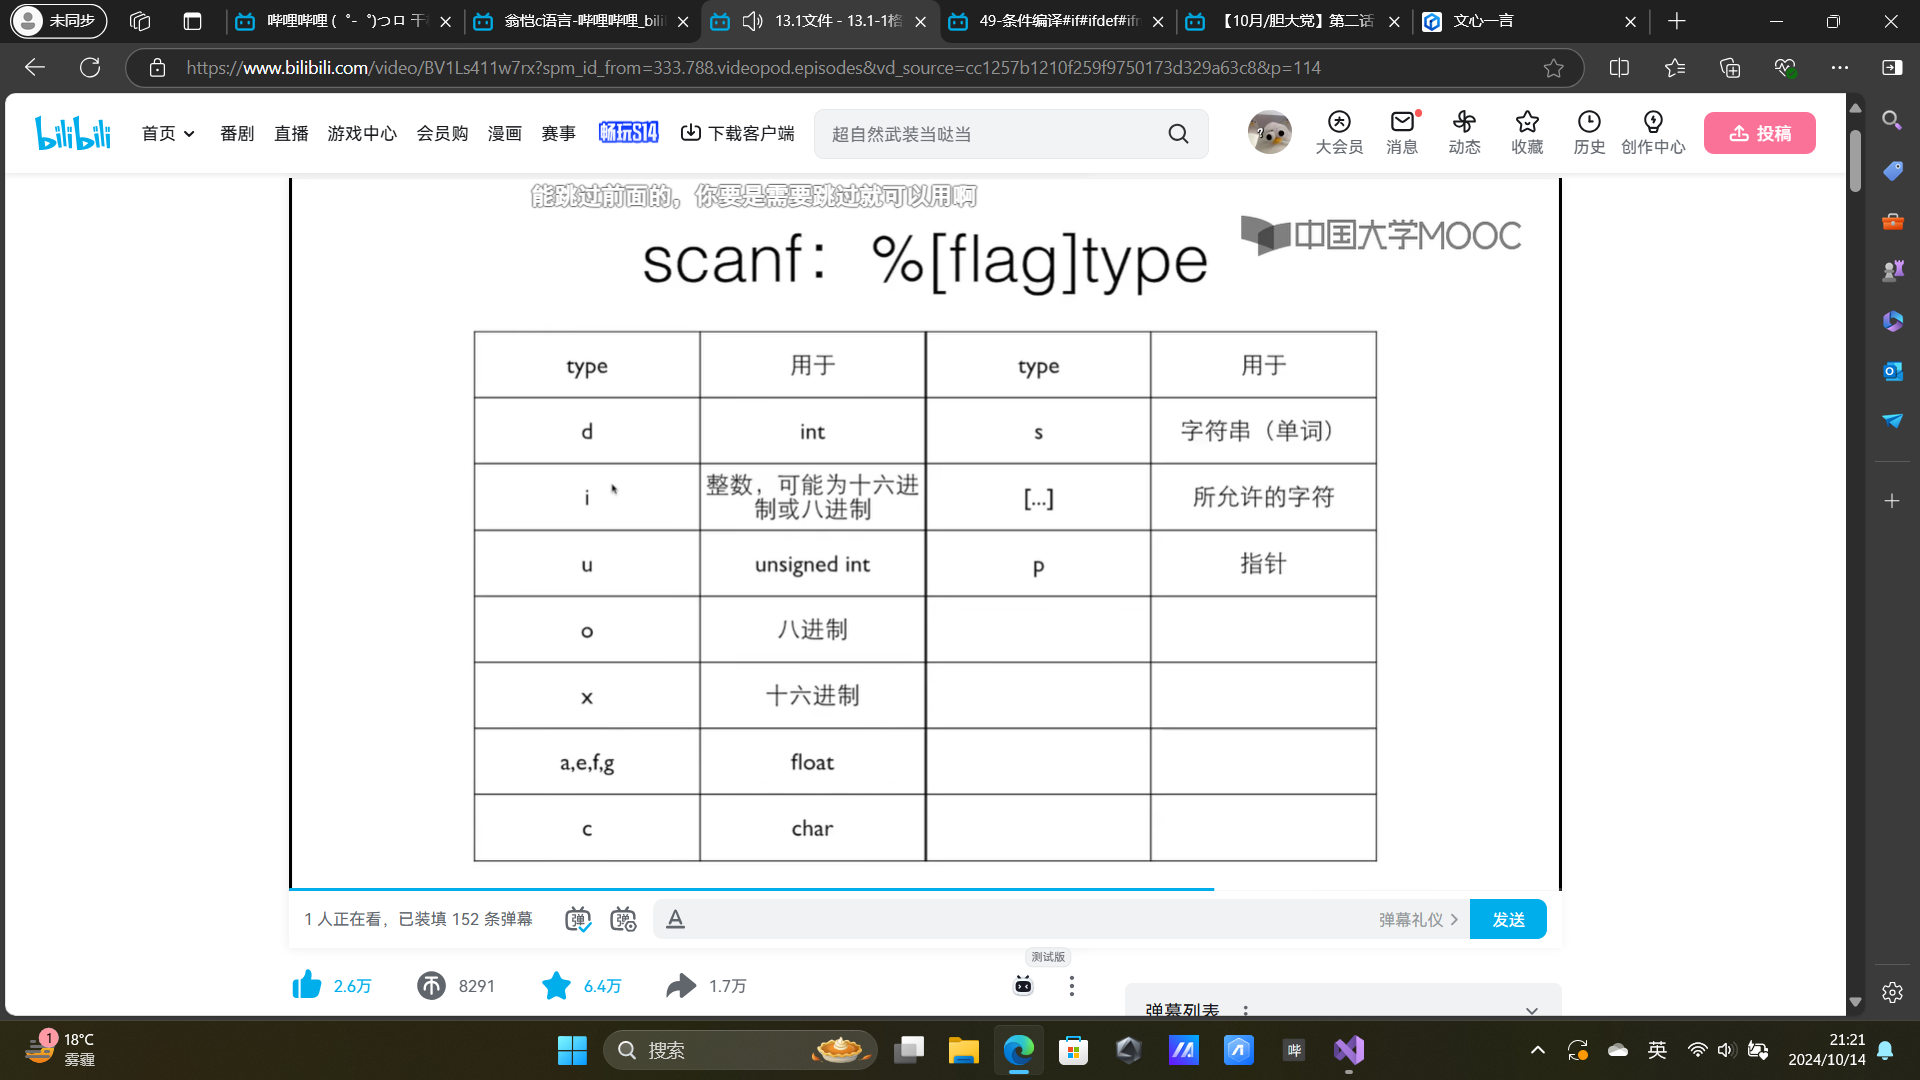 未同步
哔哩哔哩 (゜-゜)つロ 干
翁恺c语言-哔哩哔哩_bili
13.1文件 - 13.1-1格
49-条件编译#if#ifdef#ifn
【10月/胆大党】第二话
文心一言
https://www.bilibili.com/video/BV1Ls411w7rx?spm_id_from=333.788.videopod.episodes&vd_source=cc1257b1210f259f9750173d329a63c8&p=114
bilibili
首页
番剧
直播
游戏中心
会员购
漫画
赛事
畅玩S14
下载客户端
超自然武装当哒当
大会员
消息
动态
收藏
历史
创作中心
投稿
能跳过前面的，你要是需要跳过就可以用啊
中国大学MOOC
scanf：%[flag]type
type 用于 type 用于
d int s 字符串（单词）
i 整数，可能为十六进
制或八进制 [...] 所允许的字符
u unsigned int p 指针
o 八进制
x 十六进制
a,e,f,g float
c char
1 人正在看，已装填 152 条弹幕
弹幕礼仪
发送
测试版
2.6万
8291
6.4万
1.7万
弹幕列表
1
18°C
雾霾
搜索
英
21:21
2024/10/14